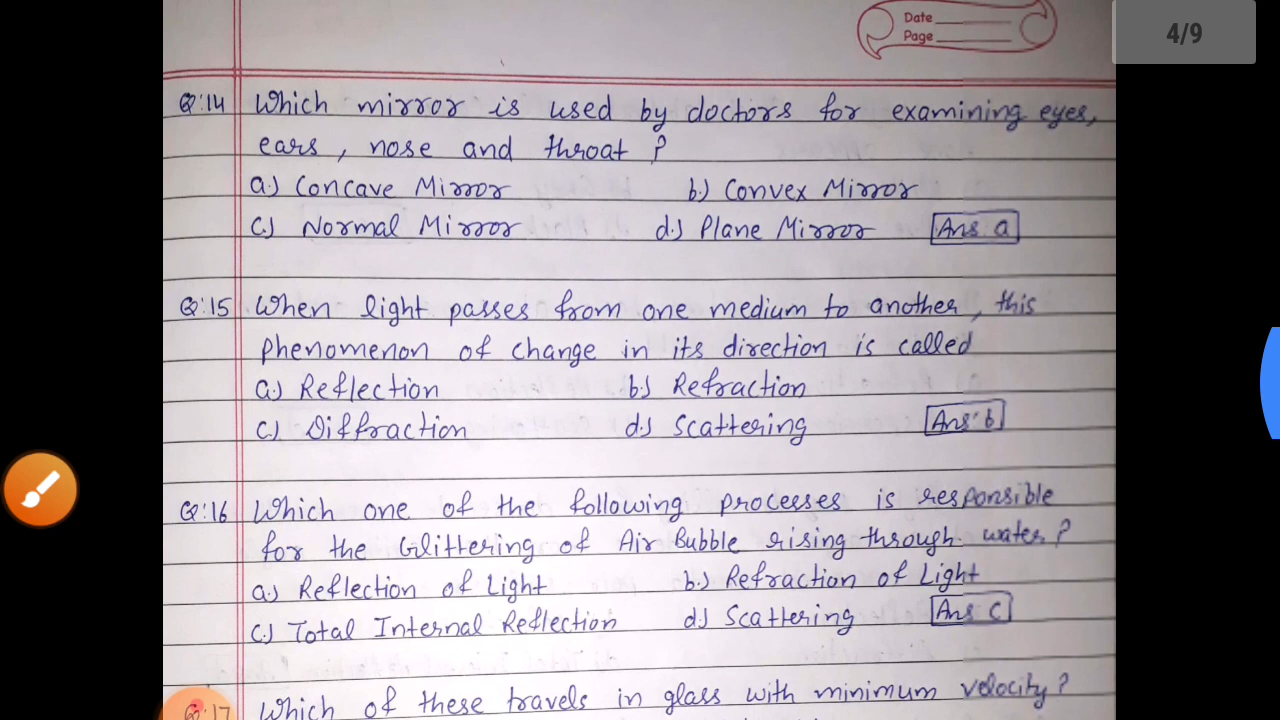 Date
Page
4/9
Q:14 Which mirror is used by doctors for examining eyes,
ears, nose and throat?
a.) Concave Mirror b.) Convex Mirror
c.) Normal Mirror d.) Plane Mirror Ans: a
Q:15 When light passes from one medium to another, this
phenomenon of change in its direction is called
a.) Reflection b.) Refraction
c.) Diffraction d.) Scattering Ans: b
Q:16 Which one of the following processes is responsible
for the Glittering of Air Bubble rising through water?
a.) Reflection of Light b.) Refraction of Light
c.) Total Internal Reflection d.) Scattering Ans C
Q:17 Which of these travels in glass with minimum velocity?